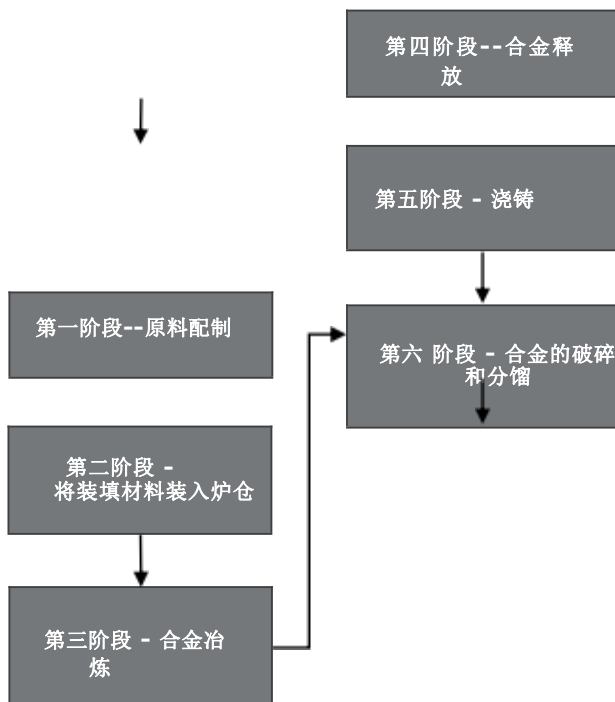 第一阶段--原料配制
第二阶段 -
将装填材料装入炉仓
第三阶段 - 合金冶
炼
第四阶段--合金释
放
第五阶段 - 浇铸
第六 阶段 - 合金的破碎
和分馏